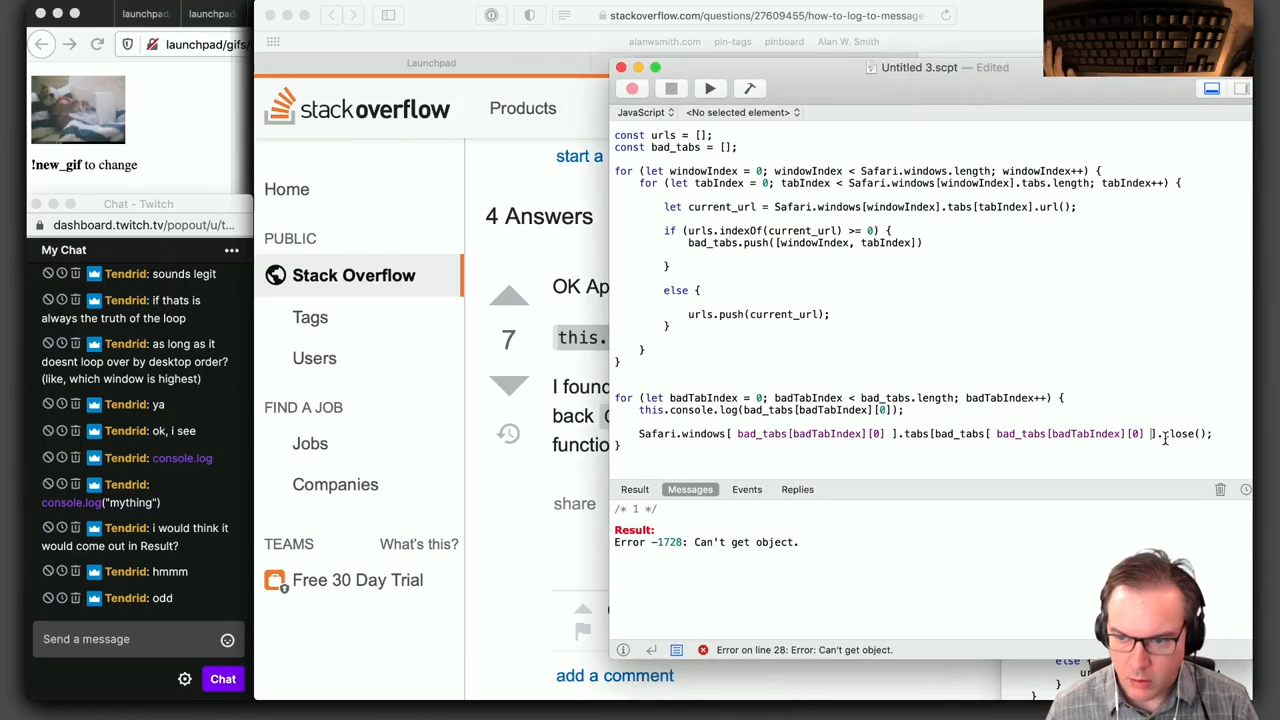 launchpad
launchpad
launchpad/gifs/
!new_gif to change
Chat - Twitch
dashboard.twitch.tv/popout/u/t...
My Chat
Tendrid: sounds legit
Tendrid: if thats is
always the truth of the loop
Tendrid: as long as it
doesnt loop over by desktop order?
(like, which window is highest)
Tendrid: ya
Tendrid: ok, i see
Tendrid: console.log
Tendrid:
console.log("mything")
Tendrid: i would think it
would come out in Result?
Tendrid: hmmm
Tendrid: odd
Send a message
Chat
stackoverflow.com/questions/27609455/how-to-log-to-message-
alanwsmith.com pin-tags pinboard Alan W. Smith
Launchpad
stackoverflow Products
Home
PUBLIC
Stack Overflow
Tags
Users
FIND A JOB
Jobs
Companies
TEAMS What's this?
Free 30 Day Trial
start a
4 Answers
OK Ap
7
this.
I found
back
functio
share
add a comment
Untitled 3.scpt — Edited
JavaScript <No selected element>
const urls = [];
const bad_tabs = [];
for (let windowIndex = 0; windowIndex < Safari.windows.length; windowIndex++) {
for (let tabIndex = 0; tabIndex < Safari.windows[windowIndex].tabs.length; tabIndex++) {
let current_url = Safari.windows[windowIndex].tabs[tabIndex].url();
if (urls.indexOf(current_url) >= 0) {
bad_tabs.push([windowIndex, tabIndex])
}
else {
urls.push(current_url);
}
}
}
for (let badTabIndex = 0; badTabIndex < bad_tabs.length; badTabIndex++) {
this.console.log(bad_tabs[badTabIndex][0]);
Safari.windows[ bad_tabs[badTabIndex][0] ].tabs[bad_tabs[ bad_tabs[badTabIndex][0] ].close();
}
Result Messages Events Replies
/* 1 */
Result:
Error -1728: Can't get object.
Error on line 28: Error: Can't get object.
else {
}